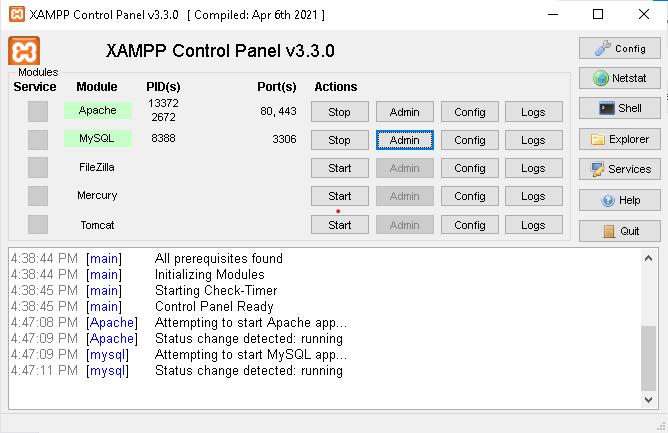 XAMPP Control Panel v3.3.0 [ Compiled: Apr 6th 2021 ]
XAMPP Control Panel v3.3.0
Config
Modules
Service Module PID(s) Port(s) Actions
Netstat
Apache 13372 2672 80, 443 Stop Admin Config Logs
Shell
MySQL 8388 3306 Stop Admin Config Logs
Explorer
FileZilla Start Admin Config Logs
Services
Mercury Start Admin Config Logs
Help
Tomcat Start Admin Config Logs
Quit
4:38:44 PM [main] All prerequisites found
4:38:44 PM [main] Initializing Modules
4:38:45 PM [main] Starting Check-Timer
4:38:45 PM [main] Control Panel Ready
4:47:08 PM [Apache] Attempting to start Apache app...
4:47:09 PM [Apache] Status change detected: running
4:47:09 PM [mysql] Attempting to start MySQL app...
4:47:11 PM [mysql] Status change detected: running